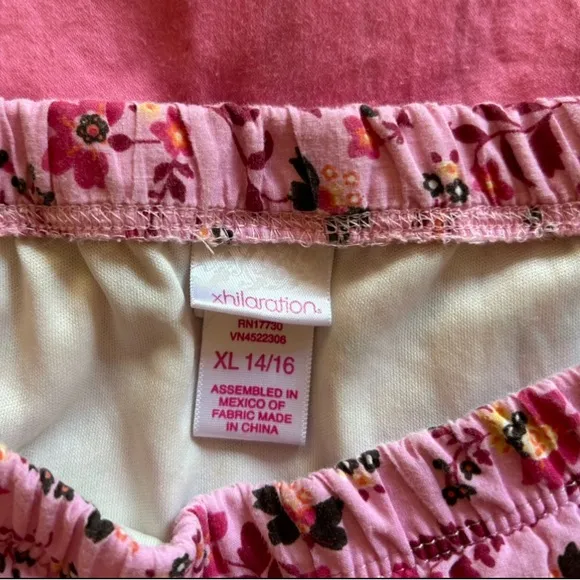 xhilaration.
RN17730
VN4522306
XL 14/16
ASSEMBLED IN
MEXICO OF
FABRIC MADE
IN CHINA